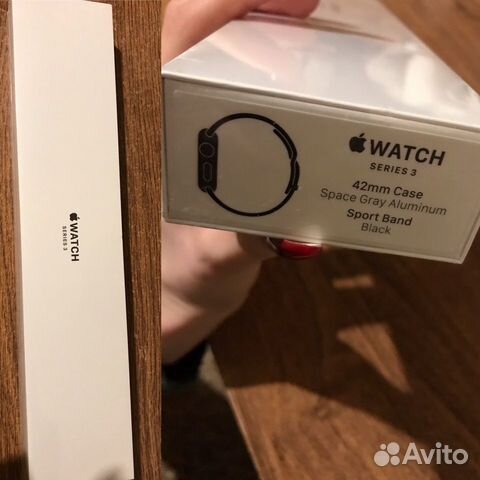 WATCH
SERIES 3
WATCH
SERIES 3
42mm Case
Space Gray Aluminum
Sport Band
Black
Avito